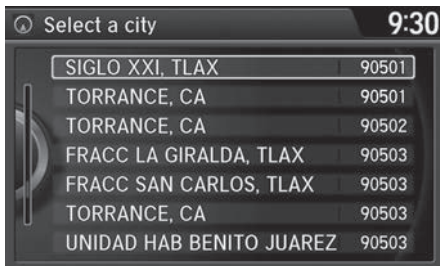 Select a city 9:30
SIGLO XXI, TLAX 90501
TORRANCE, CA 90501
TORRANCE, CA 90502
FRACC LA GIRALDA, TLAX 90503
FRACC SAN CARLOS, TLAX 90503
TORRANCE, CA 90503
UNIDAD HAB BENITO JUAREZ 90503